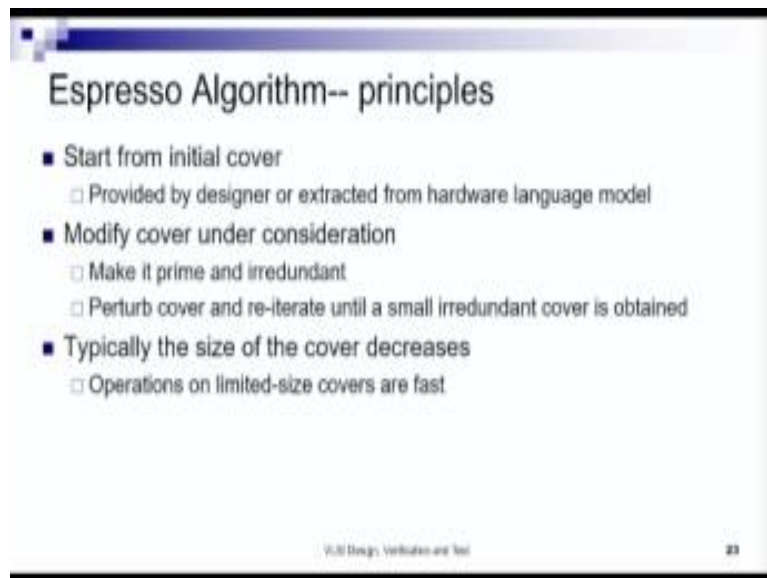 Espresso Algorithm-- principles
Start from initial cover
Provided by designer or extracted from hardware language model
Modify cover under consideration
Make it prime and irredundant
Perturb cover and re-iterate until a small irredundant cover is obtained
Typically the size of the cover decreases
Operations on limited-size covers are fast
VLSI Design, Verification and Test
23